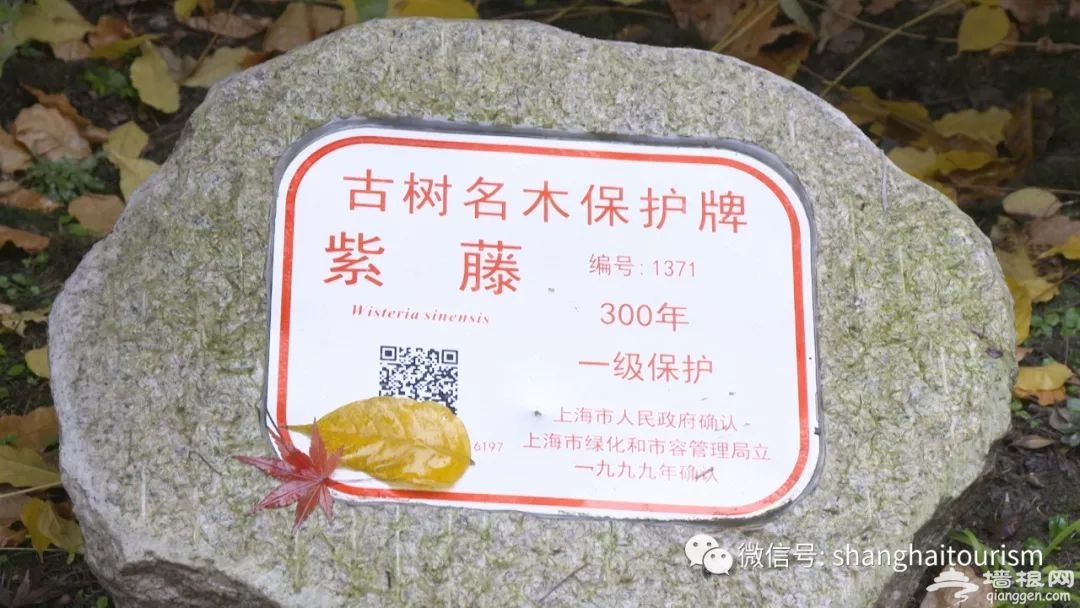 古树名木保护牌
紫 藤
编号:1371
Wisteria sinensis
300年
一级保护
上海市人民政府确认
6197
上海市绿化和市容管理局立
一九九九年确认
微信号: shanghaitourism
墙根网
qianggen.com